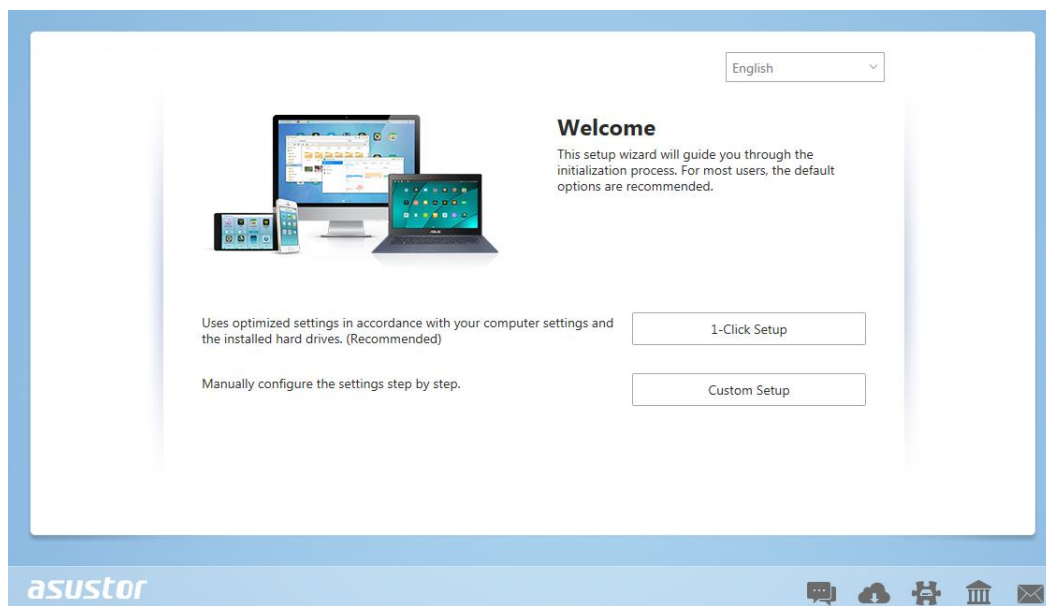 English
Welcome
This setup wizard will guide you through the
initialization process. For most users, the default
options are recommended.
Uses optimized settings in accordance with your computer settings and
the installed hard drives. (Recommended)
1-Click Setup
Manually configure the settings step by step.
Custom Setup
asustor